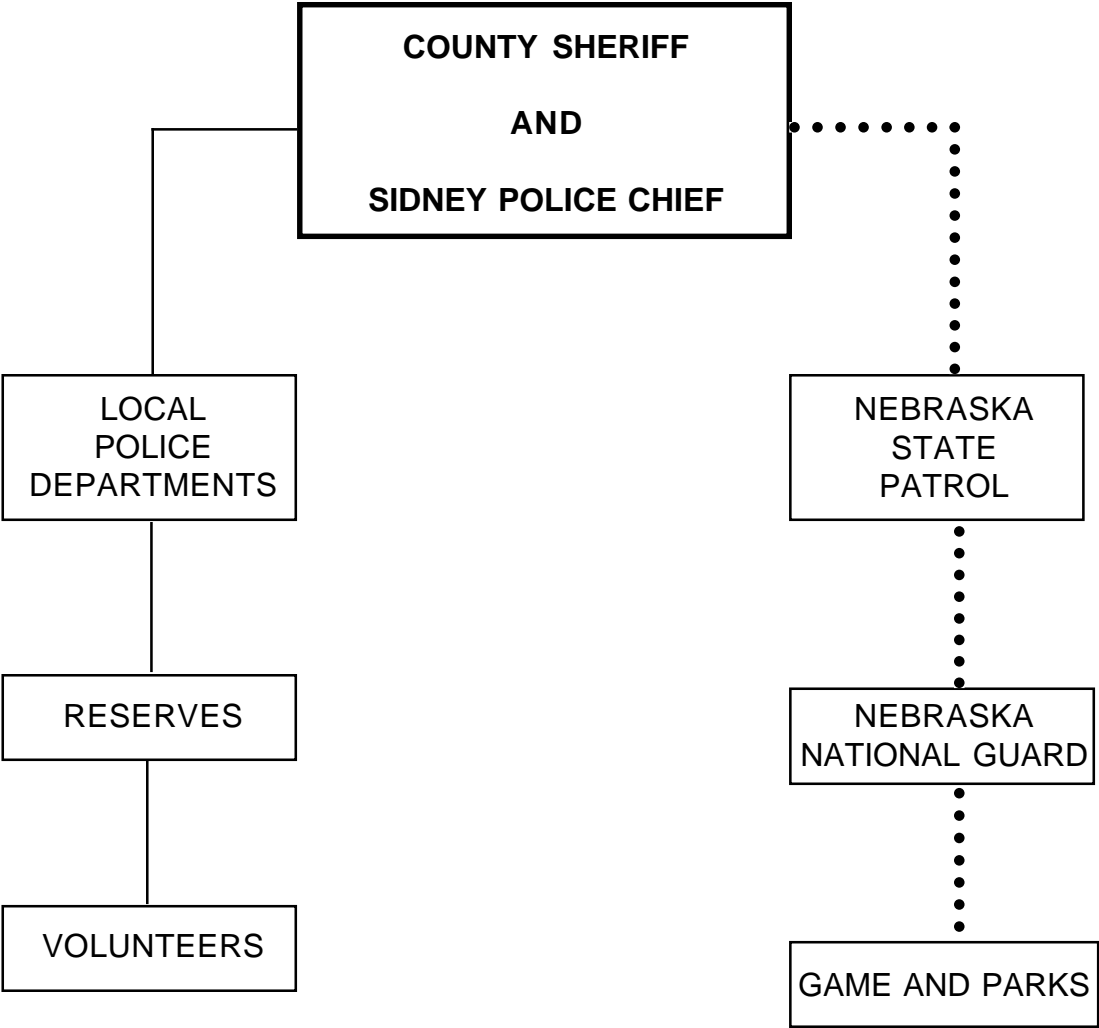 COUNTY SHERIFF
AND
SIDNEY POLICE CHIEF
LOCAL
POLICE
DEPARTMENTS
NEBRASKA
STATE
PATROL
RESERVES
NEBRASKA
NATIONAL GUARD
VOLUNTEERS
GAME AND PARKS